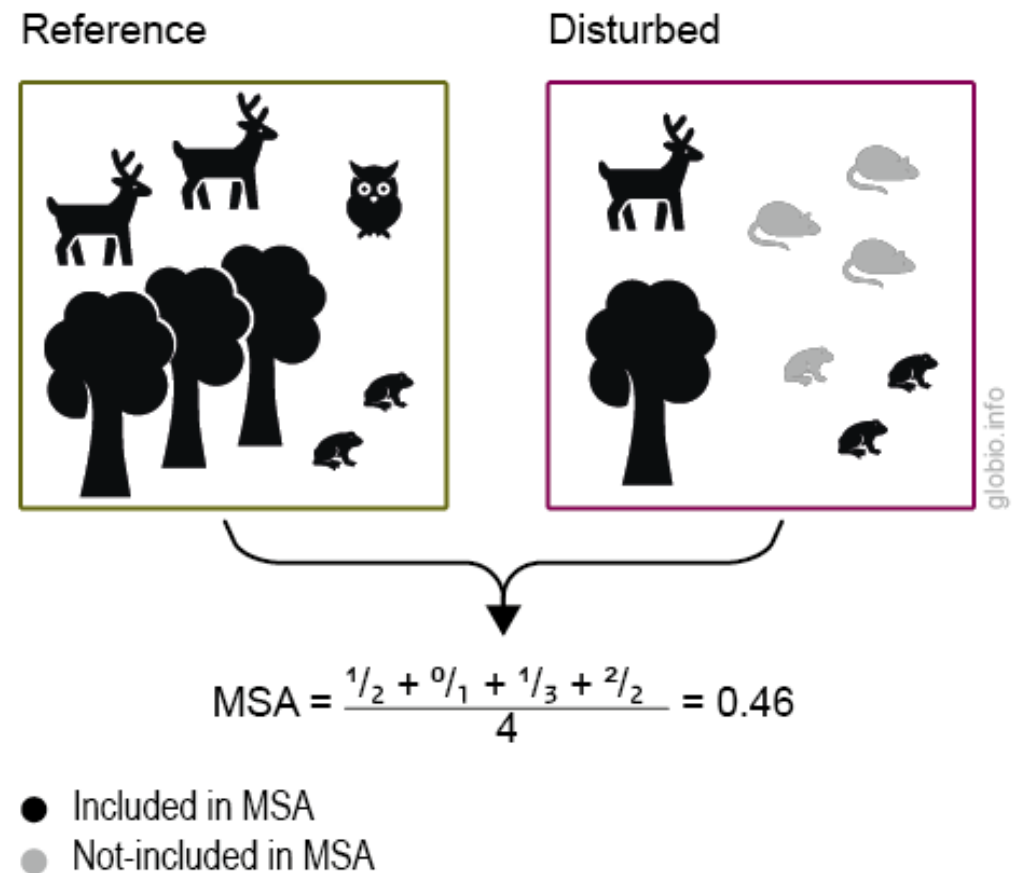 Reference
Disturbed
globio.info
MSA = (¹/₂ + ⁰/₁ + ¹/₃ + ²/₂) / 4 = 0.46
Included in MSA
Not-included in MSA